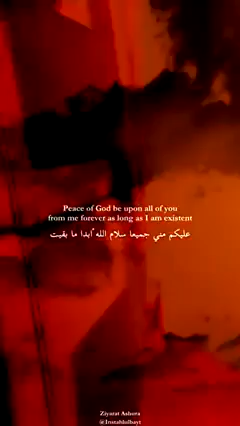 Peace of God be upon all of you
from me forever as long as I am existent
عليكم مني جميعا سلام الله أبدا ما بقيت
Ziyarat Ashura
@Instahlulbayt